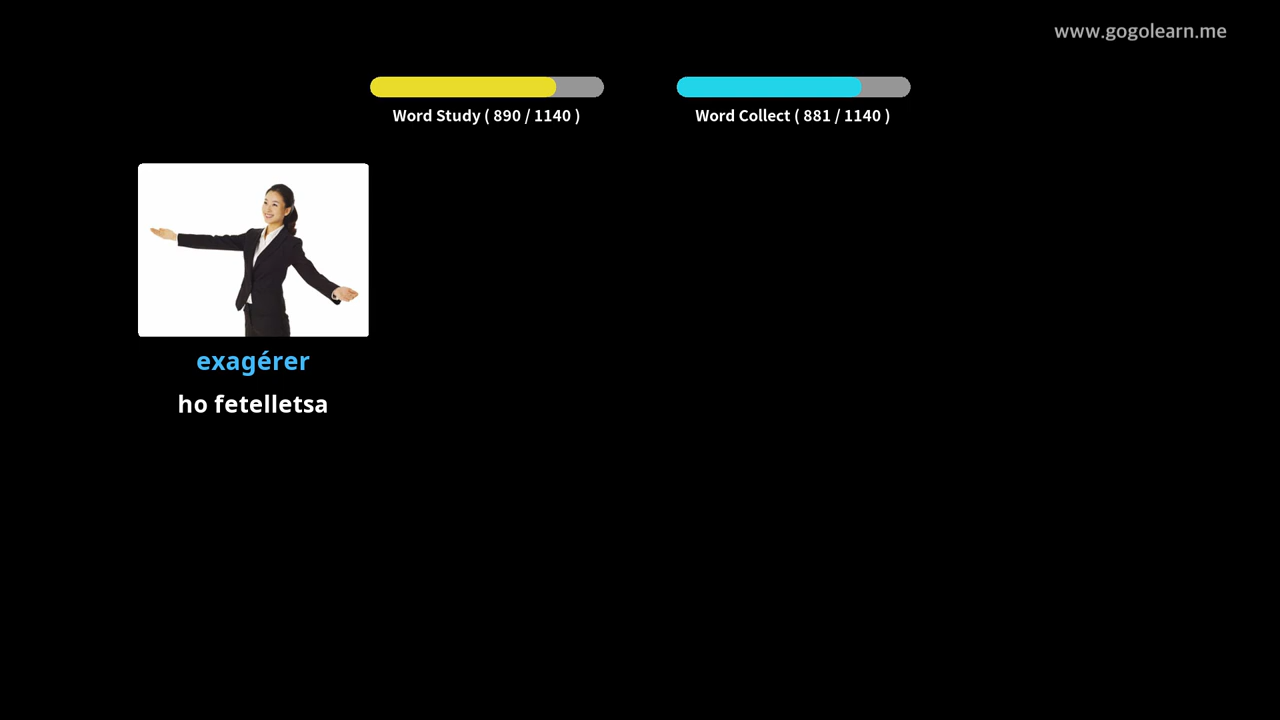 www.gogolearn.me
Word Study ( 890 / 1140 )
Word Collect ( 881 / 1140 )
exagérer
ho fetelletsa